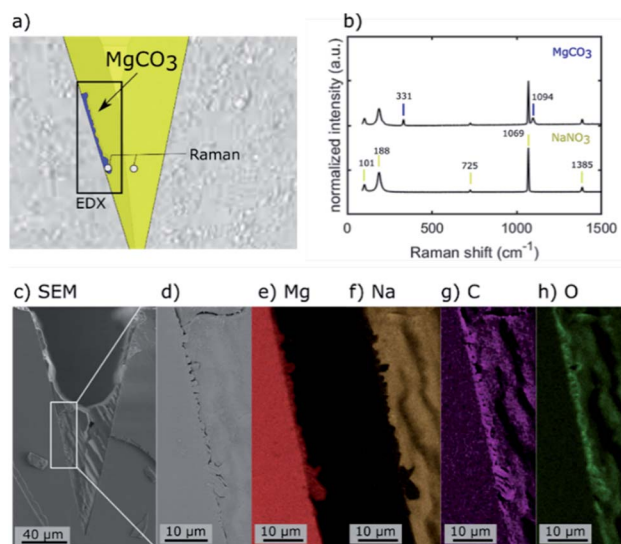 a)
MgCO3
Raman
EDX
b)
normalized intensity (a.u.)
MgCO3
331
1094
1069
NaNO3
188
101
725
1385
0
500
1000
1500
Raman shift (cm-1)
c) SEM
d)
e) Mg
f) Na
g) C
h) O
40 µm
10 µm
10 µm
10 µm
10 µm
10 µm